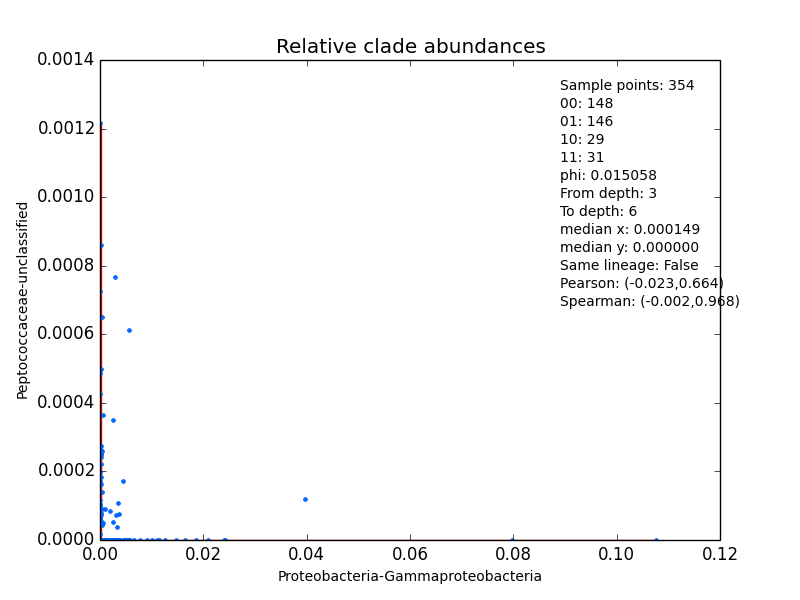 Relative clade abundances
0.0014
0.0012
0.0010
0.0008
0.0006
0.0004
0.0002
0.0000
Peptococcaceae-unclassified
Sample points: 354
00: 148
01: 146
10: 29
11: 31
phi: 0.015058
From depth: 3
To depth: 6
median x: 0.000149
median y: 0.000000
Same lineage: False
Pearson: (-0.023,0.664)
Spearman: (-0.002,0.968)
0.00 0.02 0.04 0.06 0.08 0.10 0.12
Proteobacteria-Gammaproteobacteria